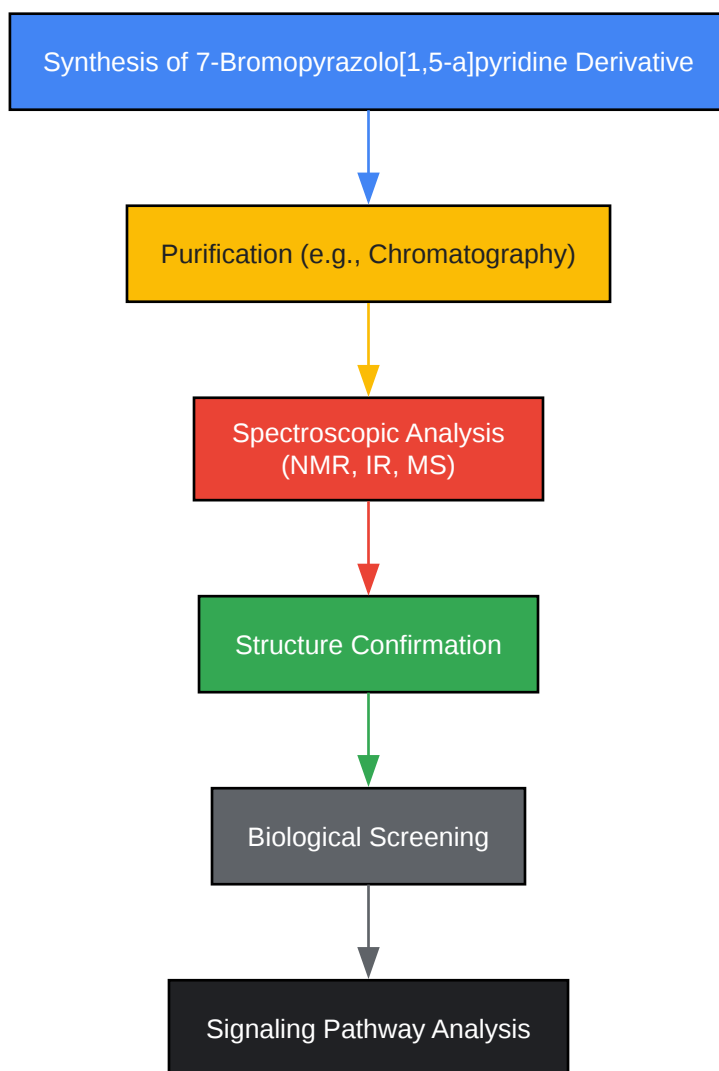 Synthesis of 7-Bromopyrazolo[1,5-a]pyridine Derivative
Purification (e.g., Chromatography)
Spectroscopic Analysis
(NMR, IR, MS)
Structure Confirmation
Biological Screening
Signaling Pathway Analysis